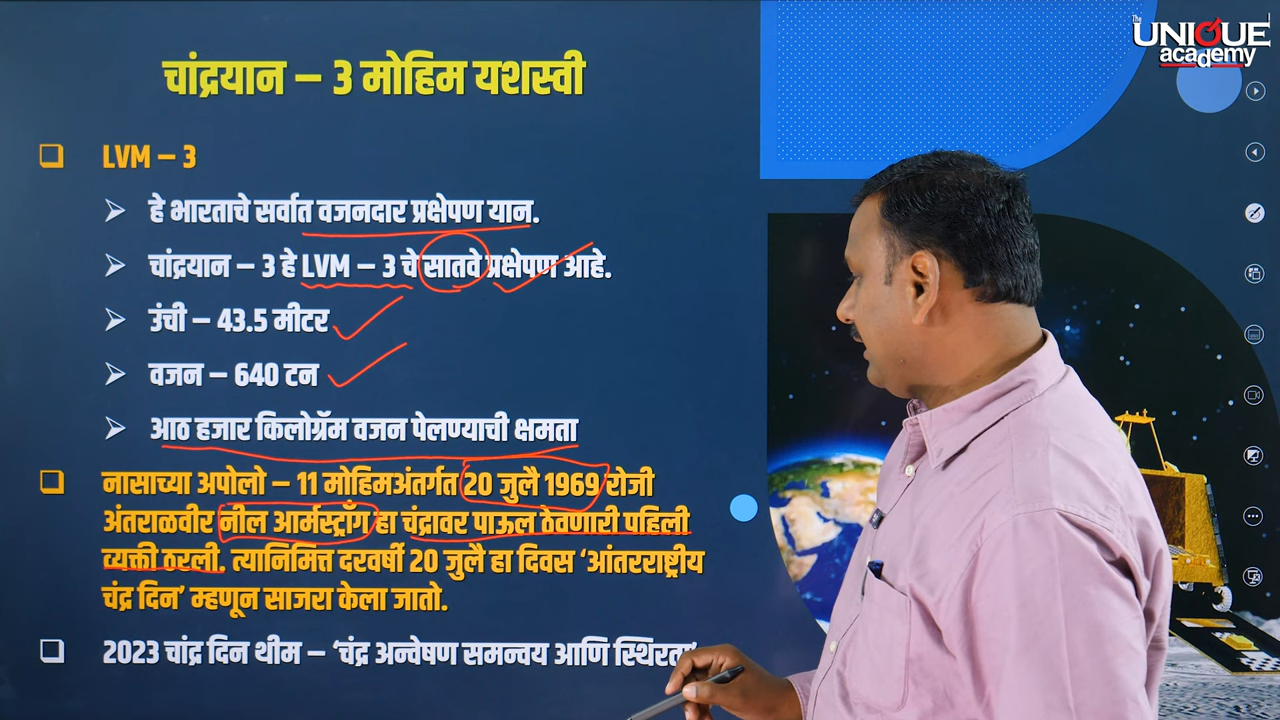 The
UNIQUE
academy
चांद्रयान – 3 मोहिम यशस्वी
LVM – 3
हे भारताचे सर्वात वजनदार प्रक्षेपण यान.
चांद्रयान – 3 हे LVM – 3 चे सातवे प्रक्षेपण आहे.
उंची – 43.5 मीटर
वजन – 640 टन
आठ हजार किलोग्रॅम वजन पेलण्याची क्षमता
नासाच्या अपोलो – 11 मोहिमअंतर्गत 20 जुलै 1969 रोजी
अंतराळवीर नील आर्मस्ट्राँग हा चंद्रावर पाऊल ठेवणारी पहिली
व्यक्ती ठरली. त्यानिमित्त दरवर्षी 20 जुलै हा दिवस ‘आंतरराष्ट्रीय
चंद्र दिन’ म्हणून साजरा केला जातो.
2023 चांद्र दिन थीम – ‘चंद्र अन्वेषण समन्वय आणि स्थिरता’